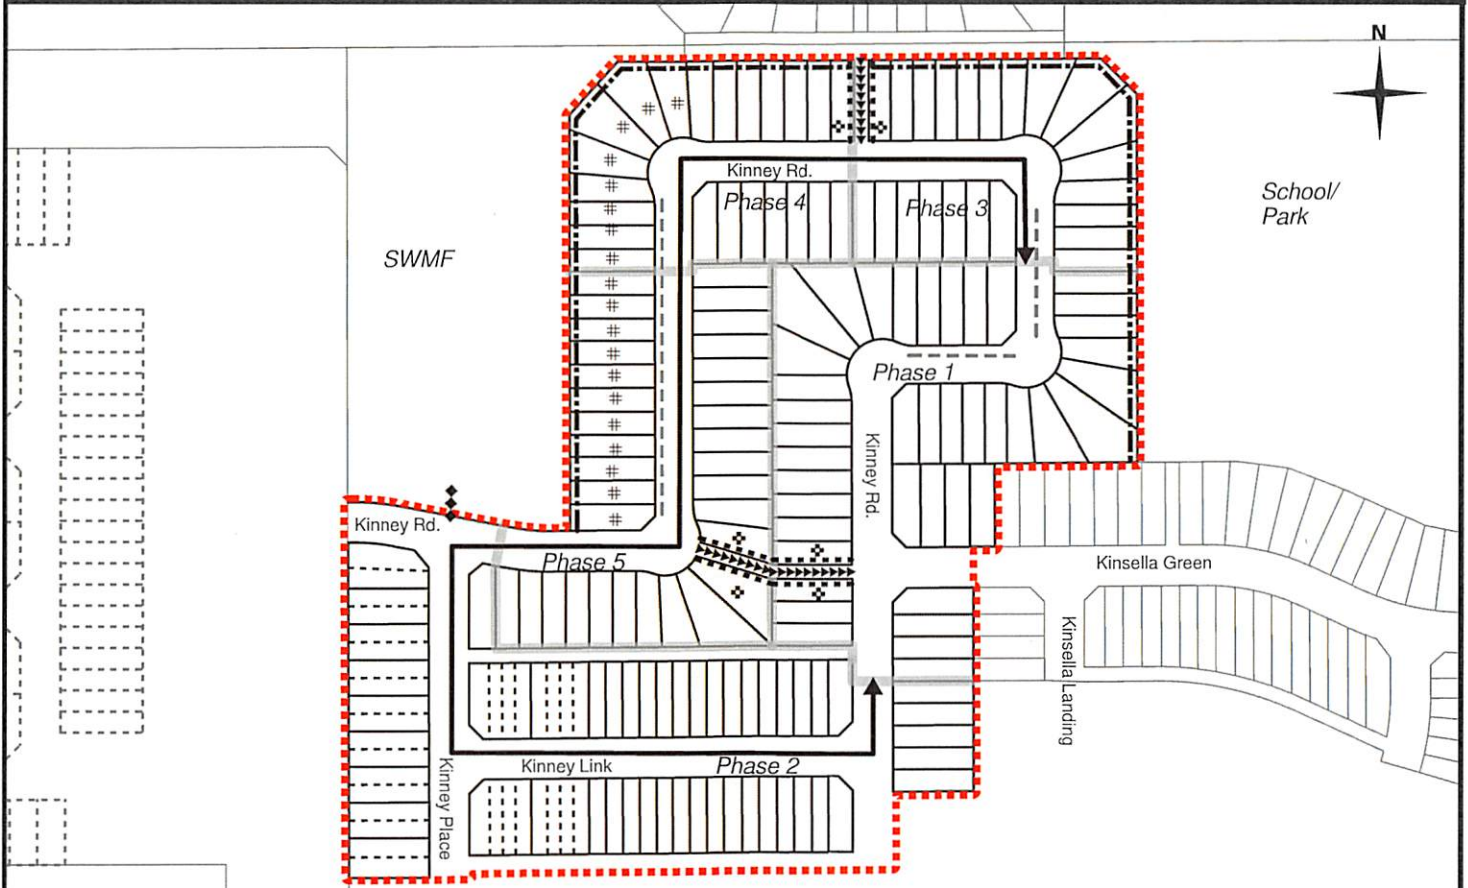 N
Kinney Rd.
Phase 4
Phase 3
School/
Park
SWMF
Phase 1
Kinney Rd.
Kinney Rd.
Phase 5
Kinsella Green
Kinsella Landing
Kinney Link
Phase 2
Kinney Place